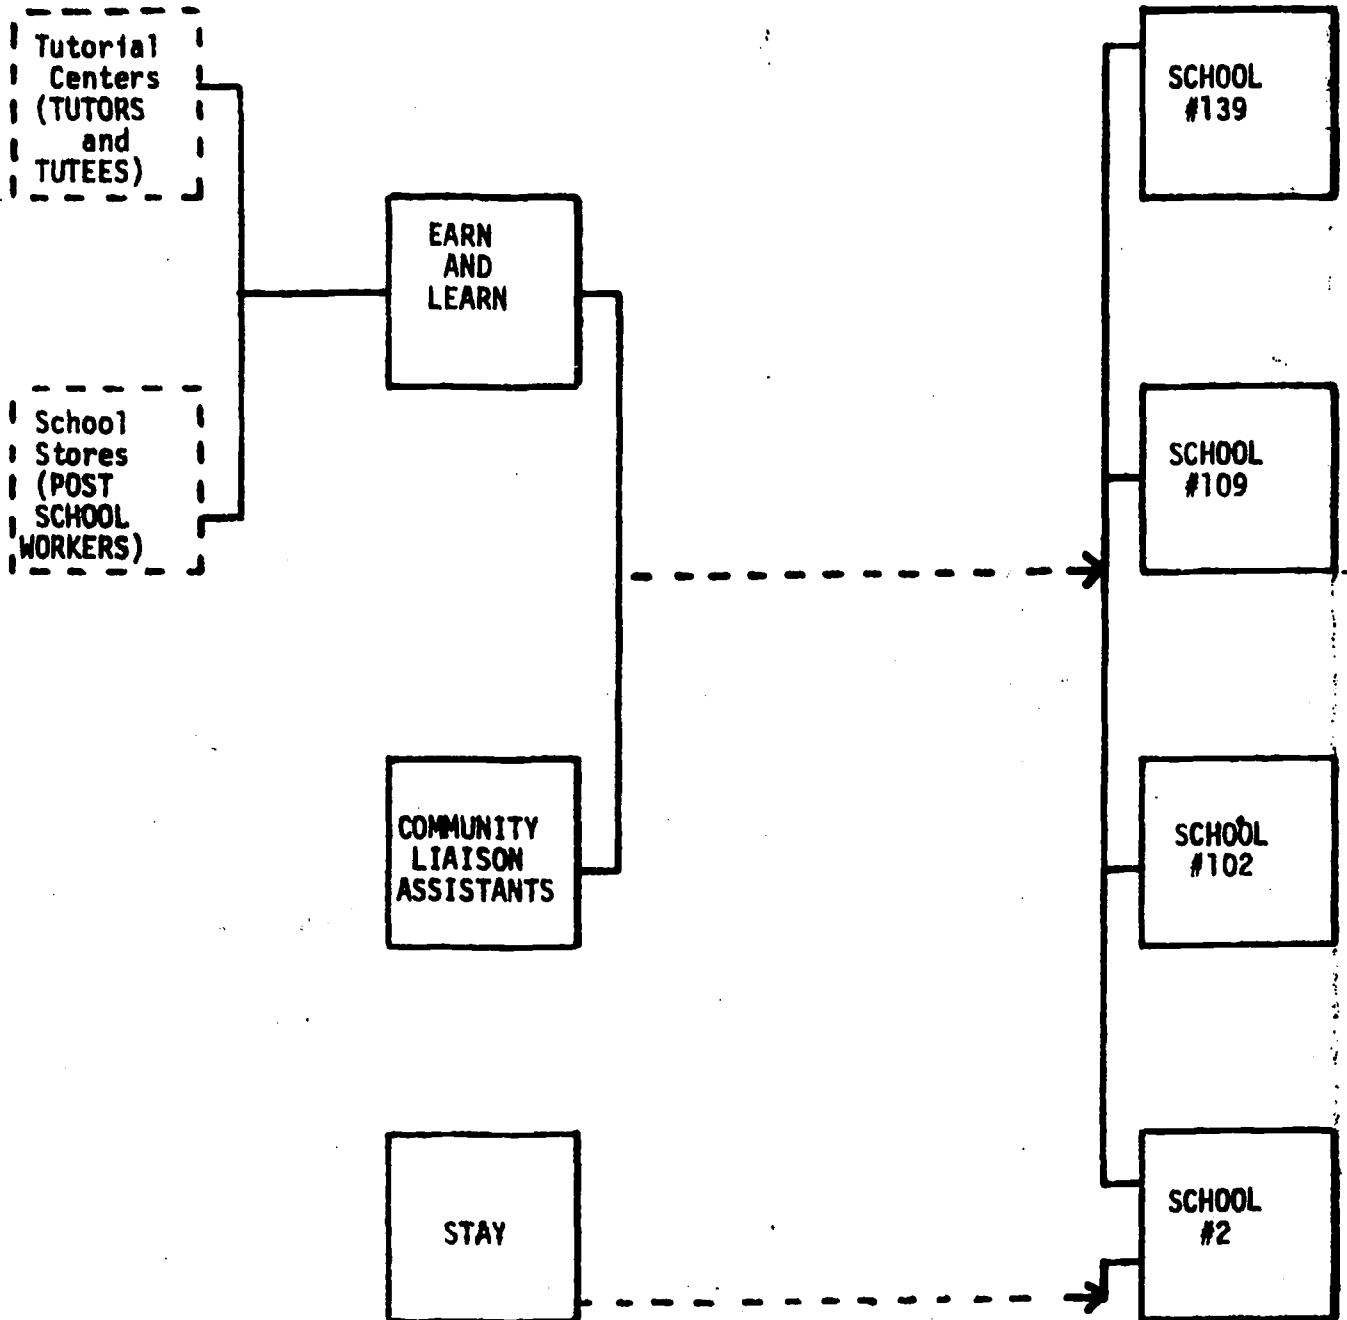 Tutorial
Centers
(TUTORS
and
TUTEES)
EARN
AND
LEARN
School
Stores
(POST
SCHOOL
WORKERS)
COMMUNITY
LIAISON
ASSISTANTS
STAY
SCHOOL
#139
SCHOOL
#109
SCHOOL
#102
SCHOOL
#2